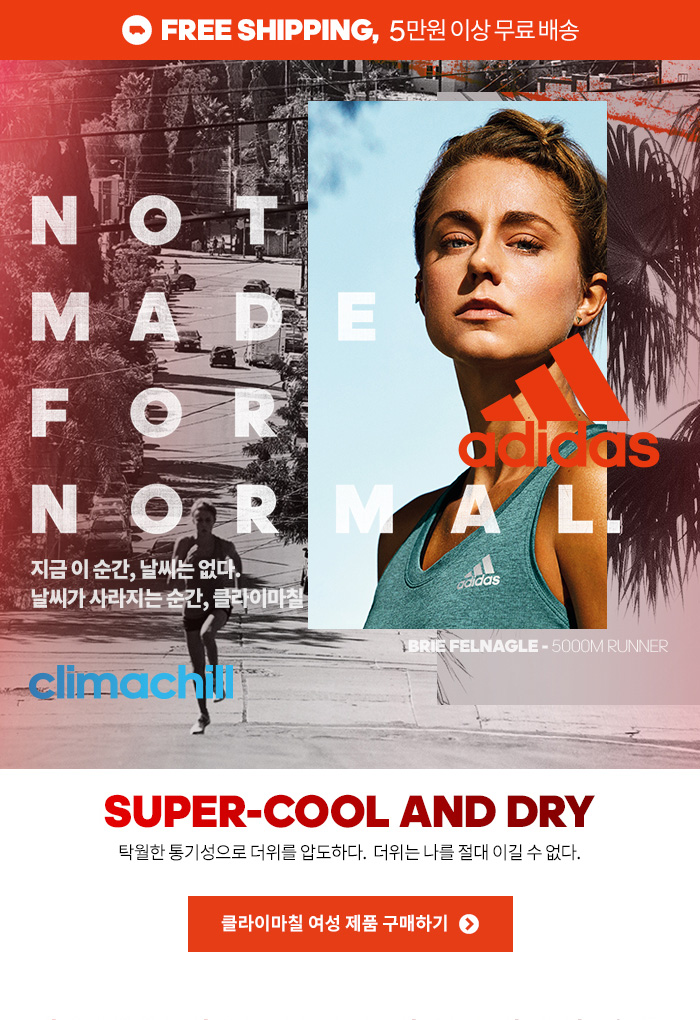 FREE SHIPPING, 5만원 이상 무료 배송
NOT
MADE
FOR
NORMAL.
adidas
adidas
지금 이 순간, 날씨는 없다.
날씨가 사라지는 순간, 클라이마칠
BRIE FELNAGLE - 5000M RUNNER
climachill
SUPER-COOL AND DRY
탁월한 통기성으로 더위를 압도하다. 더위는 나를 절대 이길 수 없다.
클라이마칠 여성 제품 구매하기